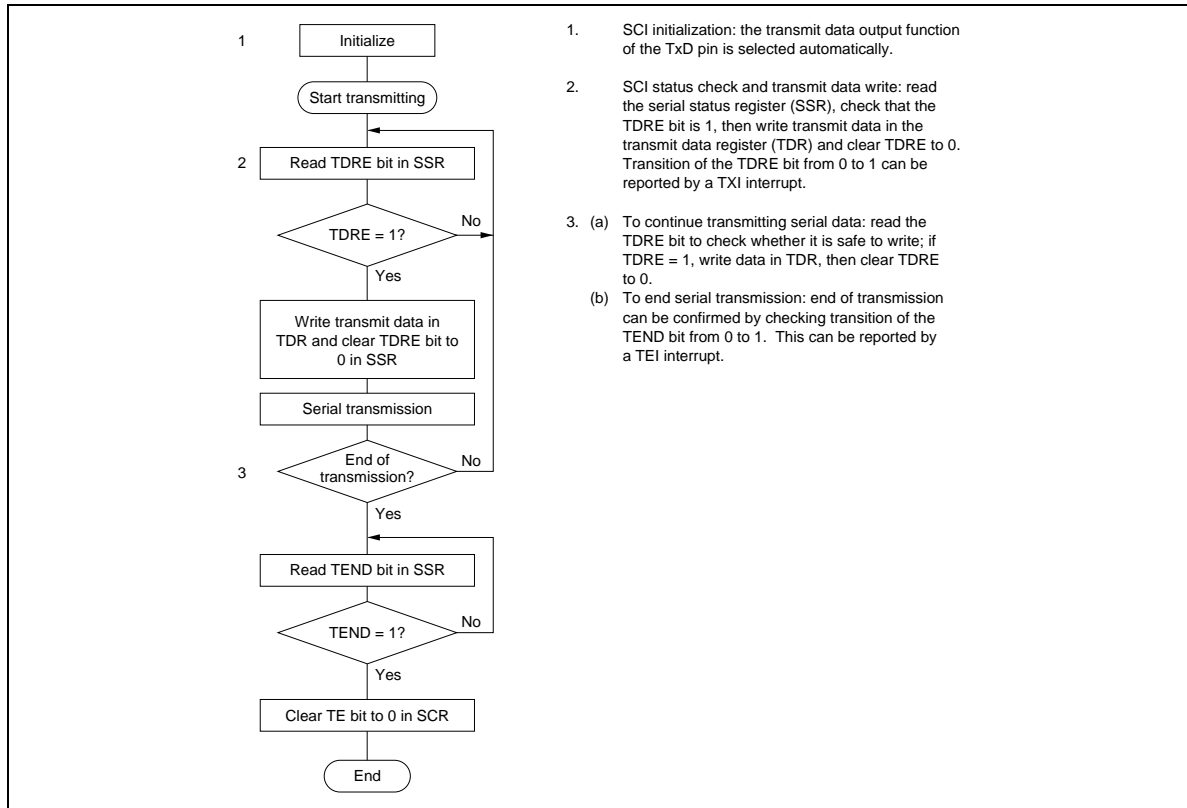 1
Initialize
Start transmitting
2
Read TDRE bit in SSR
TDRE = 1?
No
Yes
Write transmit data in
TDR and clear TDRE bit to
0 in SSR
Serial transmission
3
End of
transmission?
No
Yes
Read TEND bit in SSR
TEND = 1?
No
Yes
Clear TE bit to 0 in SCR
End
1. SCI initialization: the transmit data output function
of the TxD pin is selected automatically.
2. SCI status check and transmit data write: read
the serial status register (SSR), check that the
TDRE bit is 1, then write transmit data in the
transmit data register (TDR) and clear TDRE to 0.
Transition of the TDRE bit from 0 to 1 can be
reported by a TXI interrupt.
3. (a) To continue transmitting serial data: read the
TDRE bit to check whether it is safe to write; if
TDRE = 1, write data in TDR, then clear TDRE
to 0.
(b) To end serial transmission: end of transmission
can be confirmed by checking transition of the
TEND bit from 0 to 1. This can be reported by
a TEI interrupt.